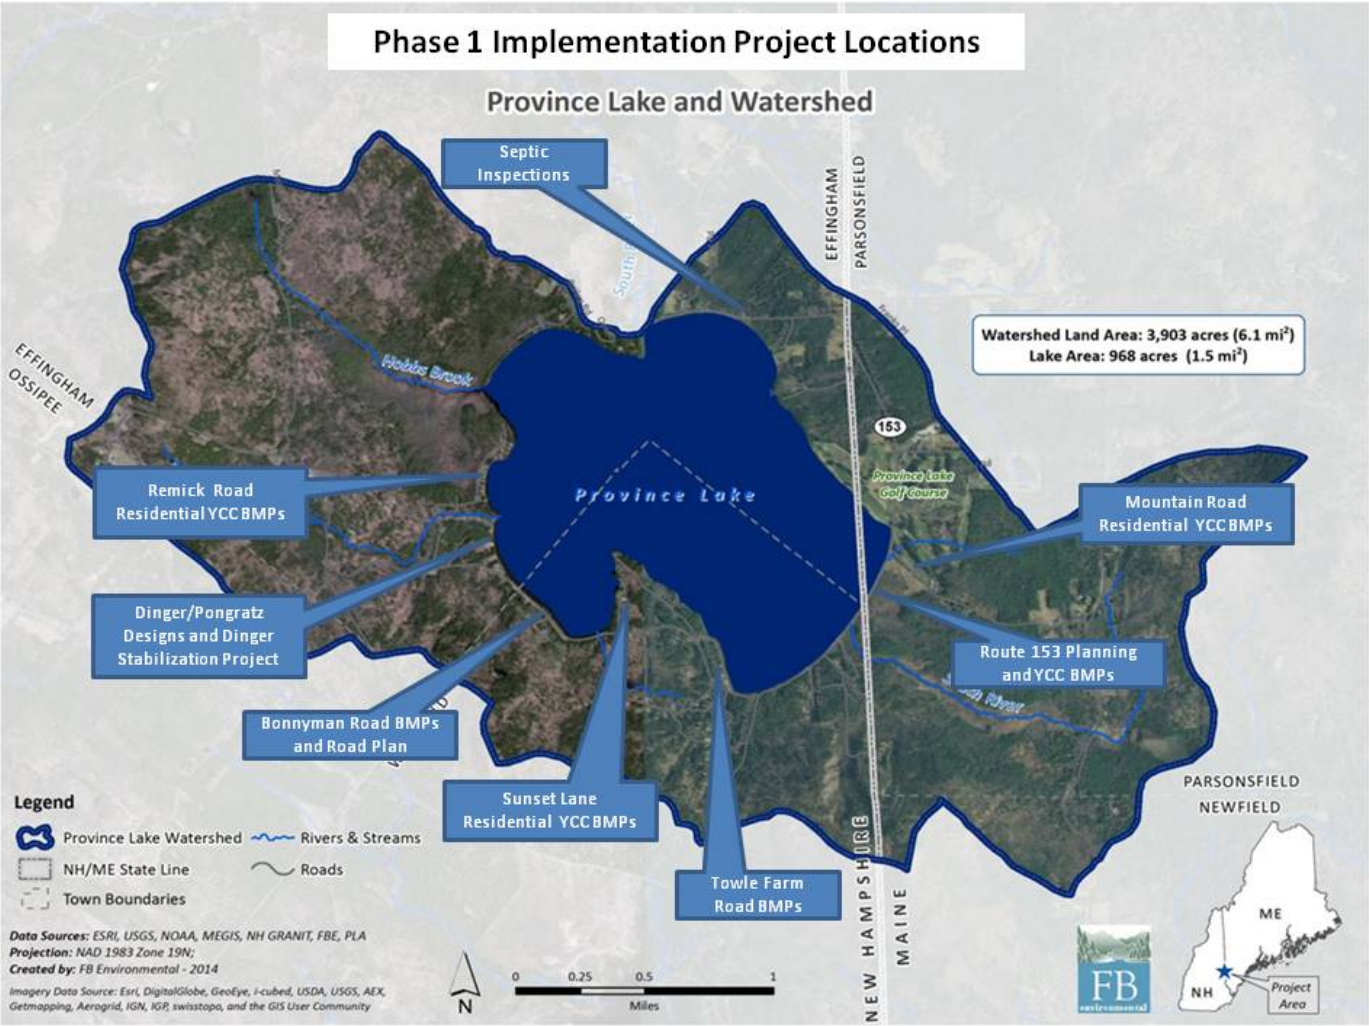 Phase 1 Implementation Project Locations
Province Lake and Watershed
Septic
Inspections
EFFINGHAM
PARSONSFIELD
South
Watershed Land Area: 3,903 acres (6.1 mi²)
Lake Area: 968 acres (1.5 mi²)
EFFINGHAM
OSSIPEE
Hobbs Brook
153
Province Lake
Golf Course
Province Lake
Remick Road
Residential YCC BMPs
Mountain Road
Residential YCC BMPs
Dinger/Pongratz
Designs and Dinger
Stabilization Project
Route 153 Planning
and YCC BMPs
River
Bonnyman Road BMPs
and Road Plan
Sunset Lane
Residential YCC BMPs
Towle Farm
Road BMPs
PARSONSFIELD
NEWFIELD
NEW HAMPSHIRE
MAINE
Legend
Province Lake Watershed
Rivers & Streams
NH/ME State Line
Roads
Town Boundaries
Data Sources: ESRI, USGS, NOAA, MEGIS, NH GRANIT, FBE, PLA
Projection: NAD 1983 Zone 19N;
Created by: FB Environmental - 2014
Imagery Data Source: Esri, DigitalGlobe, GeoEye, i-cubed, USDA, USGS, AEX,
Getmapping, Aerogrid, IGN, IGP, swisstopo, and the GIS User Community
N
0 0.25 0.5 1
Miles
FB
environmental
ME
NH
Project
Area